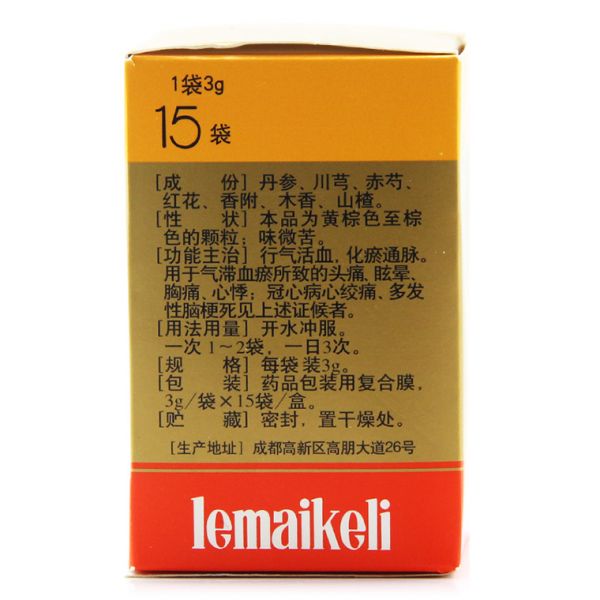 1袋3g
15袋
[成 份] 丹参、川芎、赤芍、
红花、香附、木香、山楂。
[性 状] 本品为黄棕色至棕
色的颗粒；味微苦。
[功能主治] 行气活血，化瘀通脉。
用于气滞血瘀所致的头痛、眩晕、
胸痛、心悸；冠心病心绞痛、多发
性脑梗死见上述证候者。
[用法用量] 开水冲服。
一次 1～2袋，一日3次。
[规 格] 每袋装3g。
[包 装] 药品包装用复合膜，
3g/袋×15袋/盒。
[贮 藏] 密封，置干燥处。
[生产地址] 成都高新区高朋大道26号
lemaikeli